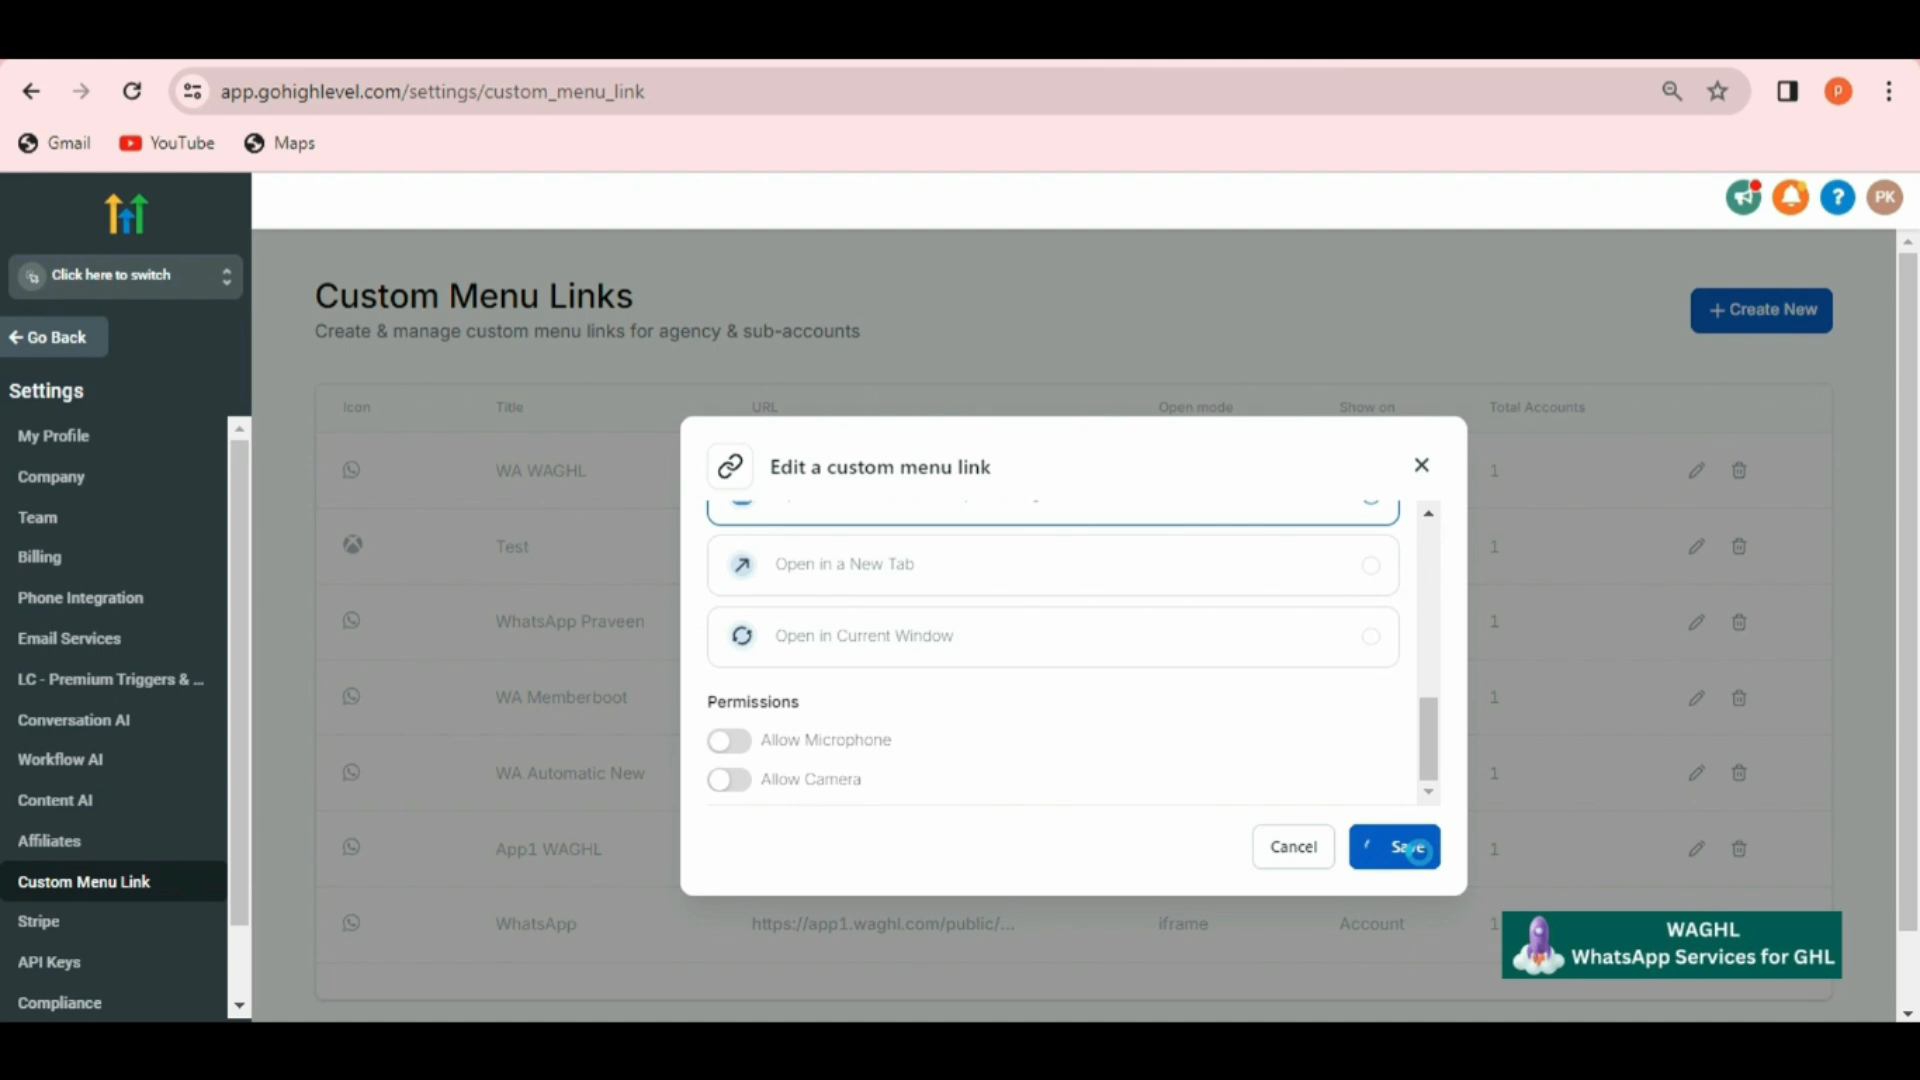 app.gohighlevel.com/settings/custom_menu_link
P
Gmail
YouTube
Maps
?
PK
Click here to switch
Go Back
Settings
My Profile
Company
Team
Billing
Phone Integration
Email Services
LC - Premium Triggers & ...
Conversation AI
Workflow AI
Content AI
Affiliates
Custom Menu Link
Stripe
API Keys
Compliance
Custom Menu Links
Create & manage custom menu links for agency & sub-accounts
+ Create New
Icon Title URL Open mode Show on Total Accounts
WA WAGHL 1
Test 1
WhatsApp Praveen 1
WA Memberboot 1
WA Automatic New 1
App1 WAGHL 1
WhatsApp https://app1.waghl.com/public/... iframe Account 1
Edit a custom menu link
Open in a New Tab
Open in Current Window
Permissions
Allow Microphone
Allow Camera
Cancel
Save
WAGHL
WhatsApp Services for GHL